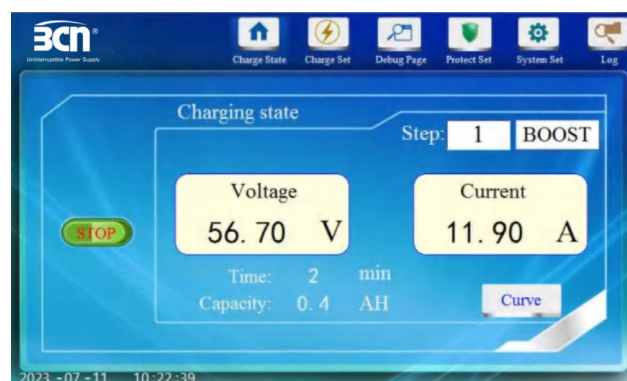 3CN®
Uninterruptible Power Supply
Charge State
Charge Set
Debug Page
Protect Set
System Set
Log
Charging state
Step: 1 BOOST
Voltage
56.70 V
Current
11.90 A
STOP
Time: 2 min
Capacity: 0.4 AH
Curve
2023-07-11 10:22:39